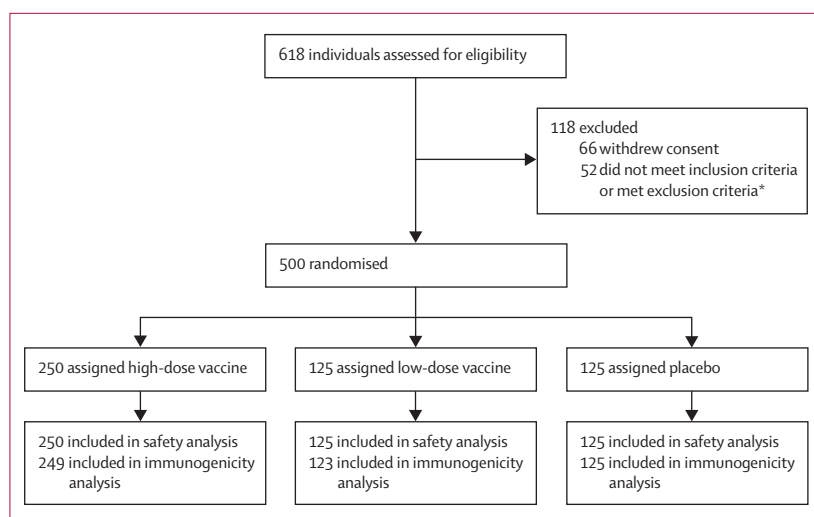 618 individuals assessed for eligibility
118 excluded
66 withdrew consent
52 did not meet inclusion criteria
or met exclusion criteria*
500 randomised
250 assigned high-dose vaccine
125 assigned low-dose vaccine
125 assigned placebo
250 included in safety analysis
249 included in immunogenicity
analysis
125 included in safety analysis
123 included in immunogenicity
analysis
125 included in safety analysis
125 included in immunogenicity
analysis